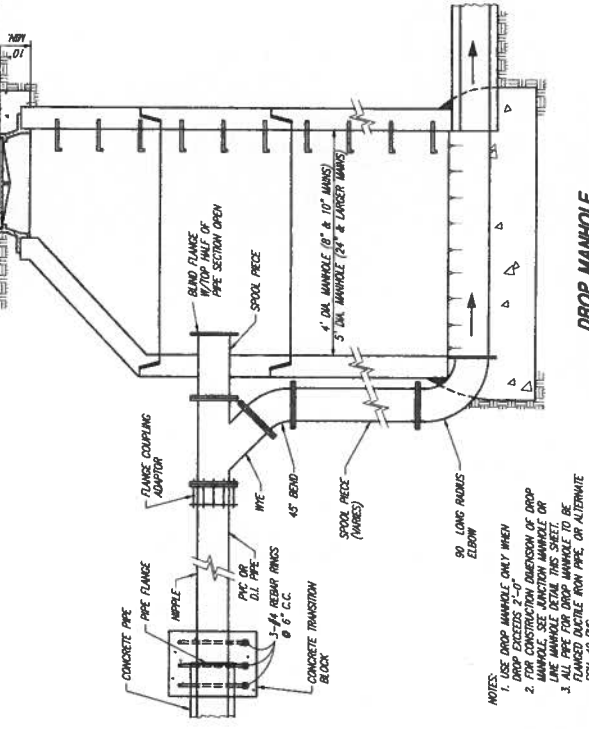 10"
MIN.
BLIND FLANGE
W/TOP HALF OF
PIPE SECTION OPEN
SPOOL PIECE
4' DIA. MANHOLE (8" & 10" MAINS)
5' DIA. MANHOLE (24" & LARGER MAINS)
FLANGE COUPLING
ADAPTOR
WYE
45° BEND
SPOOL PIECE
(VARIES)
90 LONG RADIUS
ELBOW
CONCRETE PIPE
PIPE FLANGE
NIPPLE
PVC OR
D.I. PIPE
3-#4 REBAR RINGS
@ 6" C.C.
CONCRETE TRANSITION
BLOCK
NOTES:
1. USE DROP MANHOLE ONLY WHEN
DROP EXCEEDS 2'-0"
2. FOR CONSTRUCTION DIMENSION OF DROP
MANHOLE, SEE JUNCTION MANHOLE OR
LINE MANHOLE DETAIL THIS SHEET.
3. ALL PIPE FOR DROP MANHOLE TO BE
FLANGED DUCTILE IRON PIPE, OR ALTERNATE
DROP MANHOLE